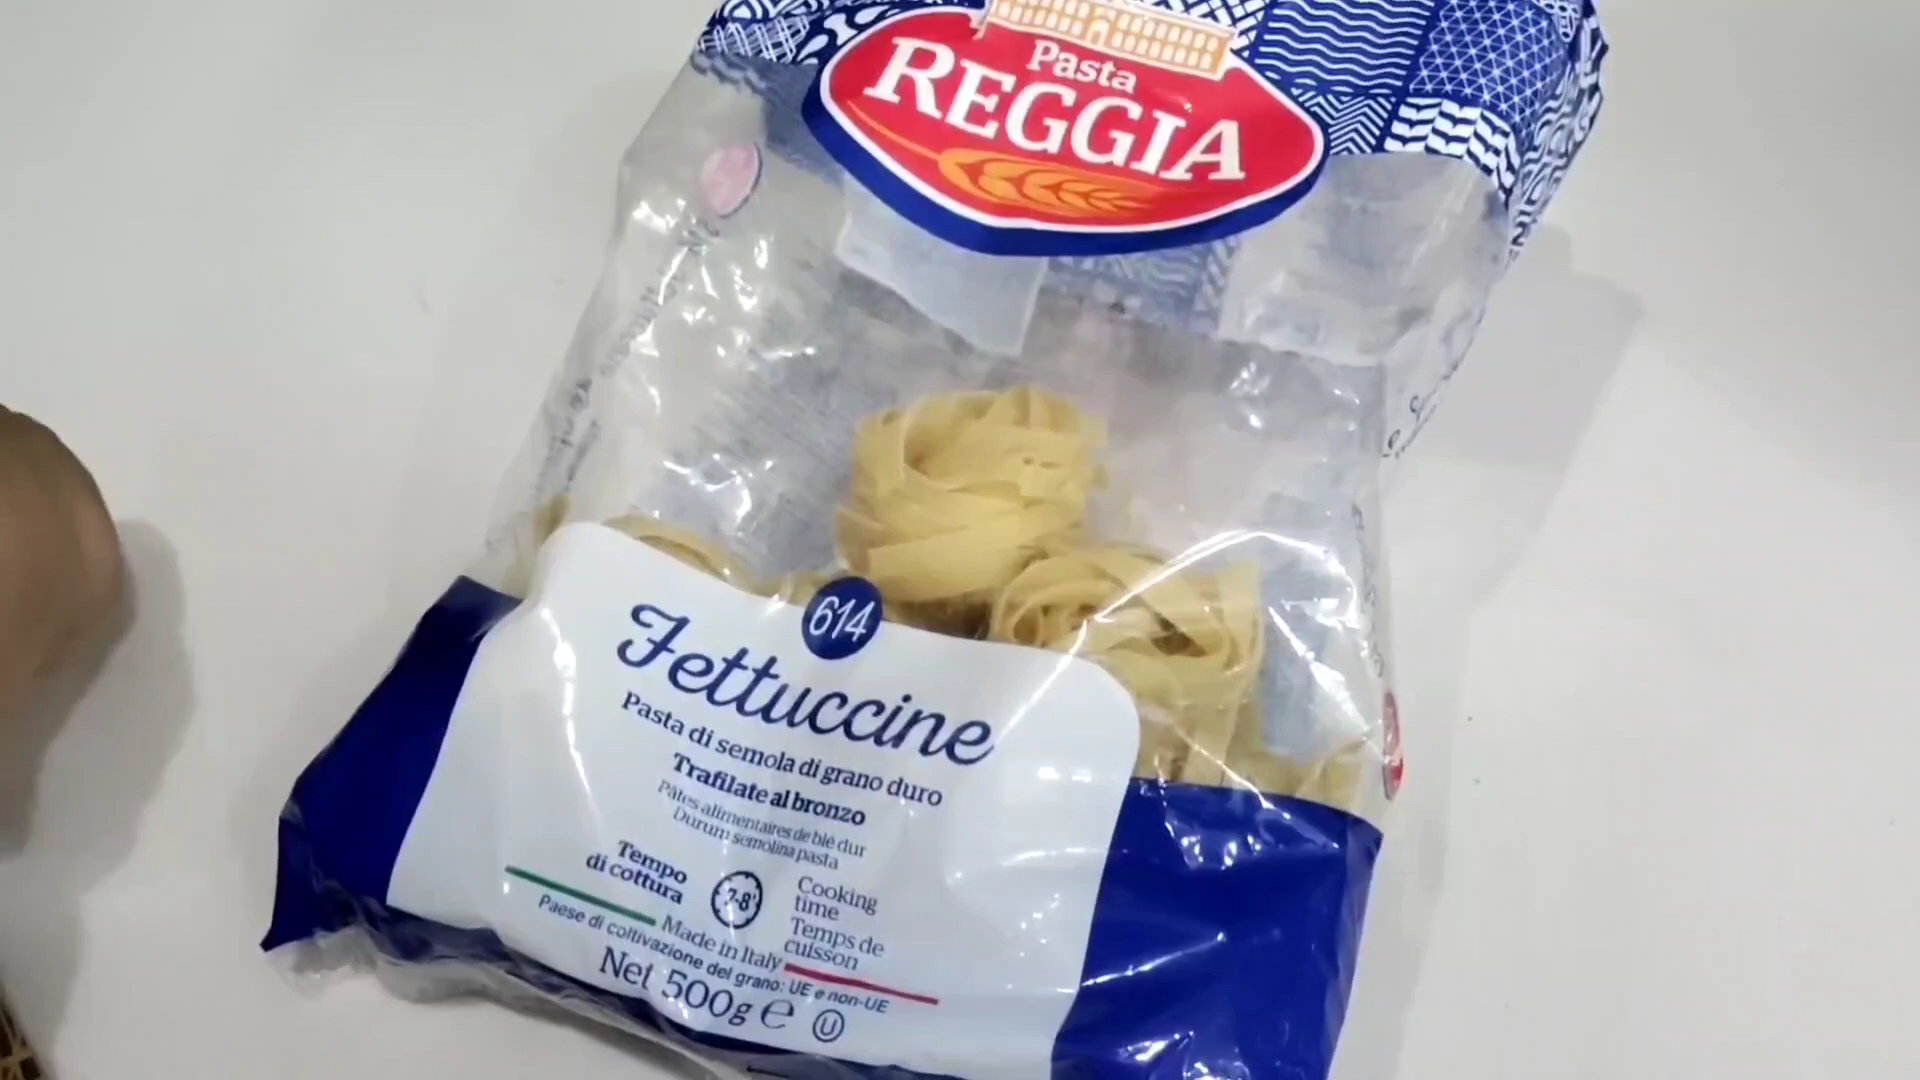 Pasta
REGGIA
614
Fettuccine
Pasta di semola di grano duro
Trafilate al bronzo
Pâtes alimentaires de blé dur
Durum semolina pasta
Tempo
di cottura
7-8'
Cooking
time
Temps de
cuisson
Made in Italy
Paese di coltivazione del grano: UE e non-UE
Net 500g ℮
U